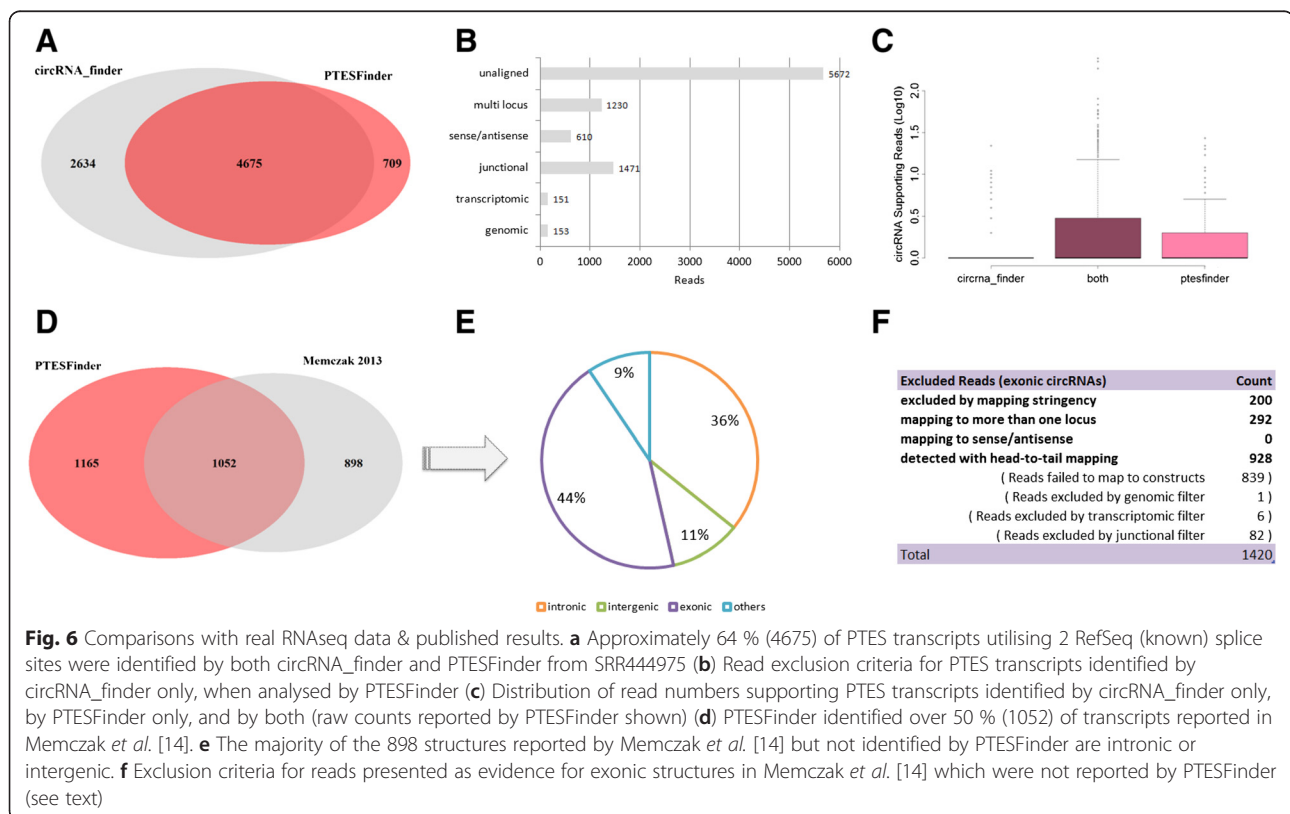 A
circRNA_finder
PTESFinder
2634
4675
709
B
unaligned
5672
multi locus
1230
sense/antisense
610
junctional
1471
transcriptomic
151
genomic
153
0 1000 2000 3000 4000 5000 6000
Reads
C
circRNA Supporting Reads (Log10)
2.0
1.5
1.0
0.5
0.0
circrna_finder both ptesfinder
D
PTESFinder
Memczak 2013
1165
1052
898
E
9%
36%
44%
11%
intronic intergenic exonic others
F
Excluded Reads (exonic circRNAs) Count
excluded by mapping stringency 200
mapping to more than one locus 292
mapping to sense/antisense 0
detected with head-to-tail mapping 928
( Reads failed to map to constructs 839 )
( Reads excluded by genomic filter 1 )
( Reads excluded by transcriptomic filter 6 )
( Reads excluded by junctional filter 82 )
Total 1420
Fig. 6 Comparisons with real RNAseq data & published results. a Approximately 64 % (4675) of PTES transcripts utilising 2 RefSeq (known) splice
sites were identified by both circRNA_finder and PTESFinder from SRR444975 (b) Read exclusion criteria for PTES transcripts identified by
circRNA_finder only, when analysed by PTESFinder (c) Distribution of read numbers supporting PTES transcripts identified by circRNA_finder only,
by PTESFinder only, and by both (raw counts reported by PTESFinder shown) (d) PTESFinder identified over 50 % (1052) of transcripts reported in
Memczak et al. [14]. e The majority of the 898 structures reported by Memczak et al. [14] but not identified by PTESFinder are intronic or
intergenic. f Exclusion criteria for reads presented as evidence for exonic structures in Memczak et al. [14] which were not reported by PTESFinder
(see text)